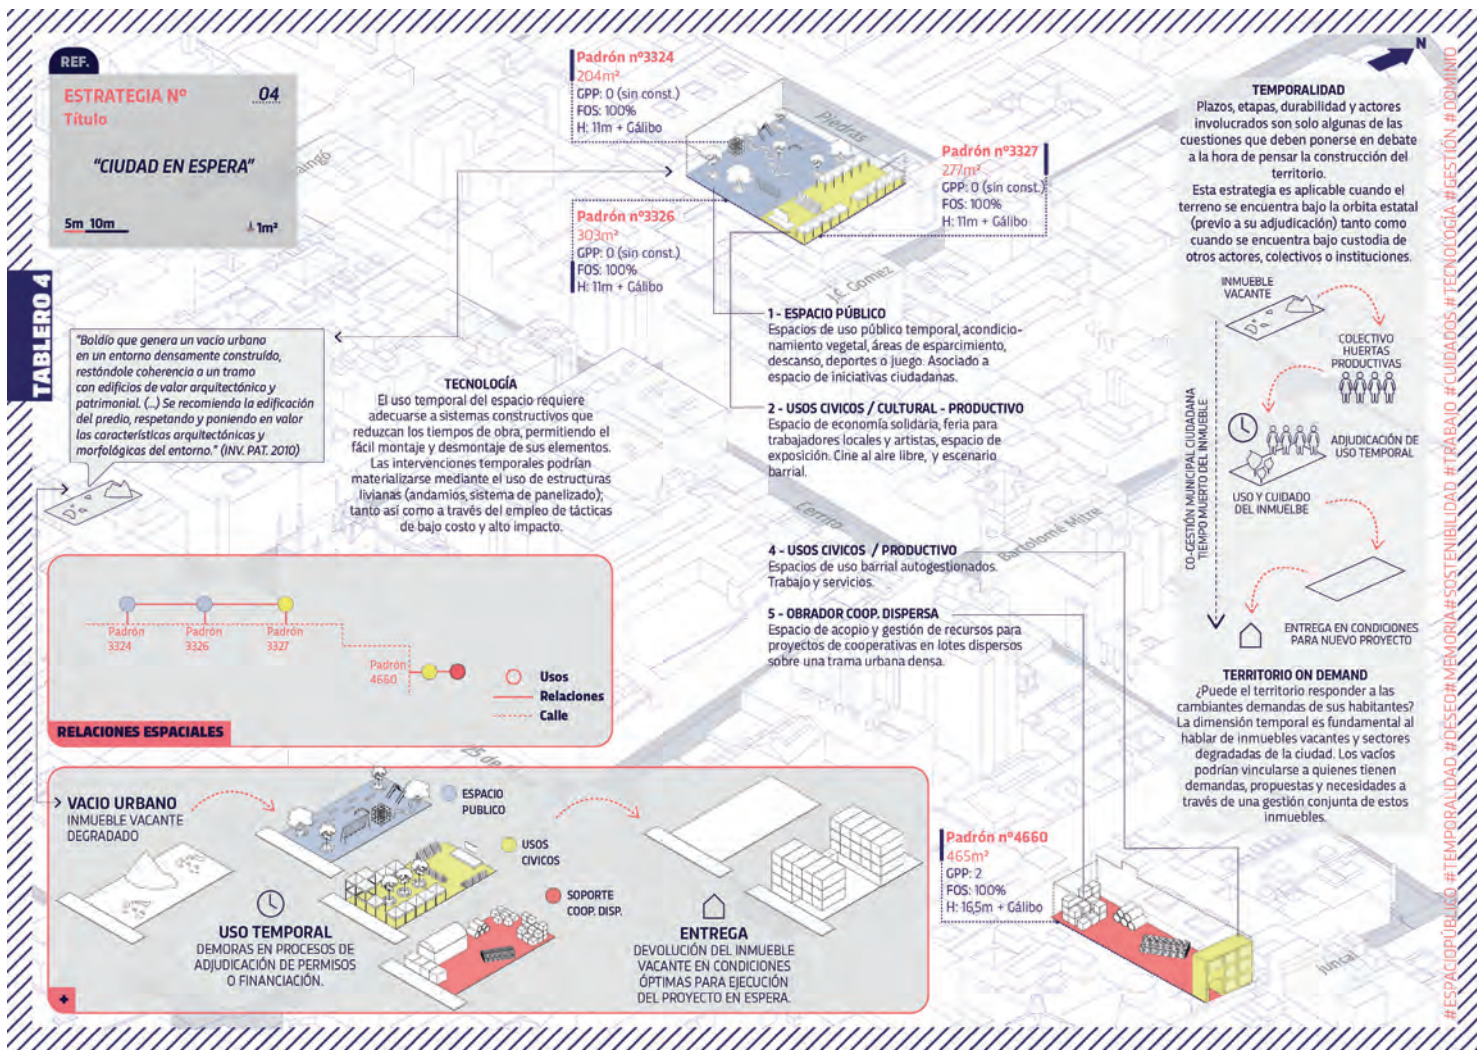 REF.
ESTRATEGIA Nº 04
Título
“CIUDAD EN ESPERA”
5m 10m
1m²
TABLERO 4
Padrón nº3324
204m²
GPP: 0 (sin const.)
FOS: 100%
H: 11m + Gálibo
Padrón nº3326
303m²
GPP: 0 (sin const.)
FOS: 100%
H: 11m + Gálibo
Padrón nº3327
277m²
GPP: 0 (sin const.)
FOS: 100%
H: 11m + Gálibo
Piedras
J.E. Gomez
Cerrito
Bartolomé Mitre
25 de
Juncal
N
"Baldío que genera un vacío urbano
en un entorno densamente construído,
restándole coherencia a un tramo
con edificios de valor arquitectónico y
patrimonial. (...) Se recomienda la edificación
del predio, respetando y poniendo en valor
las características arquitectónicas y
morfológicas del entorno." (INV. PAT. 2010)
TECNOLOGÍA
El uso temporal del espacio requiere
adecuarse a sistemas constructivos que
reduzcan los tiempos de obra, permitiendo el
fácil montaje y desmontaje de sus elementos.
Las intervenciones temporales podrían
materializarse mediante el uso de estructuras
livianas (andamios, sistema de panelizado);
tanto así como a través del empleo de tácticas
de bajo costo y alto impacto.
1 - ESPACIO PÚBLICO
Espacios de uso público temporal, acondicio-
namiento vegetal, áreas de esparcimiento,
descanso, deportes o juego. Asociado a
espacio de iniciativas ciudadanas.
2 - USOS CIVICOS / CULTURAL - PRODUCTIVO
Espacio de economía solidaria, feria para
trabajadores locales y artistas, espacio de
exposición. Cine al aire libre, y escenario
barrial.
4 - USOS CIVICOS / PRODUCTIVO
Espacios de uso barrial autogestionados.
Trabajo y servicios.
5 - OBRADOR COOP. DISPERSA
Espacio de acopio y gestión de recursos para
proyectos de cooperativas en lotes dispersos
sobre una trama urbana densa.
Padrón
3324
Padrón
3326
Padrón
3327
Padrón
4660
Usos
Relaciones
Calle
RELACIONES ESPACIALES
VACIO URBANO
INMUEBLE VACANTE
DEGRADADO
USO TEMPORAL
DEMORAS EN PROCESOS DE
ADJUDICACIÓN DE PERMISOS
O FINANCIACIÓN.
ESPACIO
PUBLICO
USOS
CIVICOS
SOPORTE
COOP. DISP.
ENTREGA
DEVOLUCIÓN DEL INMUEBLE
VACANTE EN CONDICIONES
ÓPTIMAS PARA EJECUCIÓN
DEL PROYECTO EN ESPERA.
+
Padrón nº4660
465m²
GPP: 2
FOS: 100%
H: 16,5m + Gálibo
TEMPORALIDAD
Plazos, etapas, durabilidad y actores
involucrados son solo algunas de las
cuestiones que deben ponerse en debate
a la hora de pensar la construcción del
territorio.
Esta estrategia es aplicable cuando el
terreno se encuentra bajo la orbita estatal
(previo a su adjudicación) tanto como
cuando se encuentra bajo custodia de
otros actores, colectivos o instituciones.
INMUEBLE
VACANTE
COLECTIVO
HUERTAS
PRODUCTIVAS
ADJUDICACIÓN DE
USO TEMPORAL
USO Y CUIDADO
DEL INMUELBE
ENTREGA EN CONDICIONES
PARA NUEVO PROYECTO
CO-GESTIÓN MUNICIPAL CIUDADANA
TIEMPO MUERTO DEL INMUEBLE
TERRITORIO ON DEMAND
¿Puede el territorio responder a las
cambiantes demandas de sus habitantes?
La dimensión temporal es fundamental al
hablar de inmuebles vacantes y sectores
degradadas de la ciudad. Los vacíos
podrían vincularse a quienes tienen
demandas, propuestas y necesidades a
través de una gestión conjunta de estos
inmuebles.
#ESPACIOPÚBLICO #TEMPORALIDAD #DESEO#MEMORIA#SOSTENIBILIDAD #TRABAJO #CUIDADOS #TECNOLOGÍA #GESTIÓN #DOMINIO